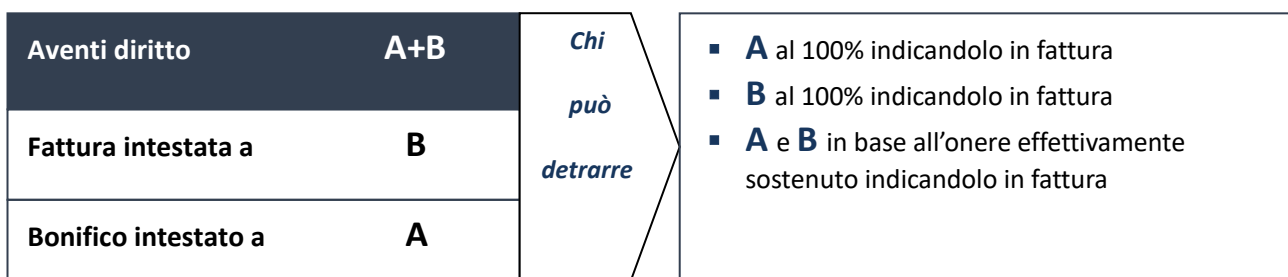 Aventi diritto A+B
Fattura intestata a B
Bonifico intestato a A
Chi
può
detrarre
▪ A al 100% indicandolo in fattura
▪ B al 100% indicandolo in fattura
▪ A e B in base all’onere effettivamente
sostenuto indicandolo in fattura